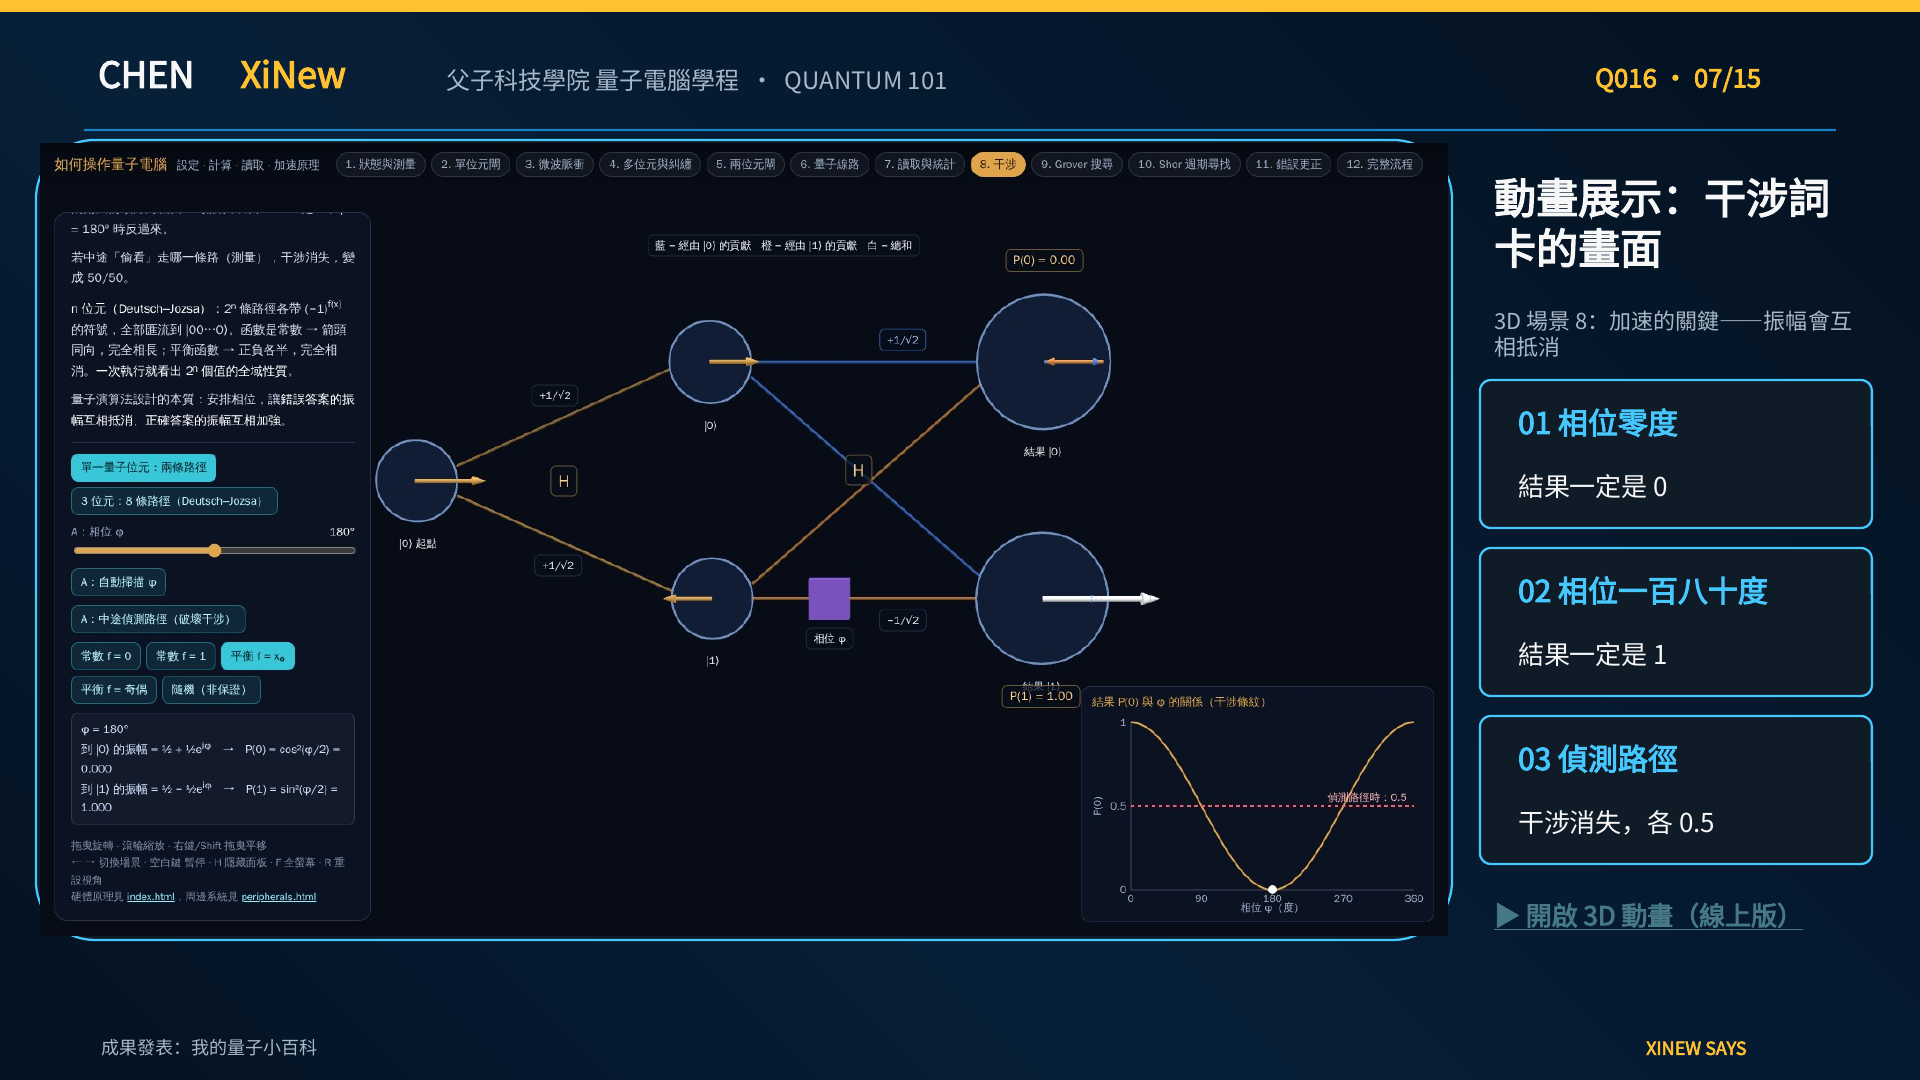 CHEN XiNew
父子科技學院 量子電腦學程 • QUANTUM 101
Q016 • 07/15
如何操作量子電腦 設定 · 計算 · 讀取 · 加速原理
1. 狀態與測量
2. 單位元閘
3. 微波脈衝
4. 多位元與糾纏
5. 兩位元閘
6. 量子線路
7. 讀取與統計
8. 干涉
9. Grover 搜尋
10. Shor 週期尋找
11. 錯誤更正
12. 完整流程
= 180° 時反過來。
若中途「偷看」走哪一條路（測量），干涉消失，變
成 50/50。
n 位元（Deutsch–Jozsa）：2ⁿ 條路徑各帶 (−1)^f(x)
的符號，全部匯流到 |00⋯0⟩。函數是常數 → 箭頭
同向，完全相長；平衡函數 → 正負各半，完全相
消。一次執行就看出 2ⁿ 個值的全域性質。
量子演算法設計的本質：安排相位，讓錯誤答案的振
幅互相抵消、正確答案的振幅互相加強。
單一量子位元：兩條路徑
3 位元：8 條路徑（Deutsch–Jozsa）
A：相位 φ 180°
A：自動掃描 φ
A：中途偵測路徑（破壞干涉）
常數 f = 0
常數 f = 1
平衡 f = x₀
平衡 f = 奇偶
隨機（非保證）
φ = 180°
到 |0⟩ 的振幅 = ½ + ½e^iφ → P(0) = cos²(φ/2) =
0.000
到 |1⟩ 的振幅 = ½ − ½e^iφ → P(1) = sin²(φ/2) =
1.000
拖曳旋轉 · 滾輪縮放 · 右鍵/Shift 拖曳平移
← → 切換場景 · 空白鍵 暫停 · H 隱藏面板 · F 全螢幕 · R 重
設視角
硬體原理見 index.html，周邊系統見 peripherals.html
藍 = 經由 |0⟩ 的貢獻 橙 = 經由 |1⟩ 的貢獻 白 = 總和
P(0) = 0.00
+1/√2
+1/√2
|0⟩
結果 |0⟩
H
H
|0⟩ 起點
+1/√2
相位 φ
−1/√2
|1⟩
結果 |1⟩
P(1) = 1.00
結果 P(0) 與 φ 的關係（干涉條紋）
1
偵測路徑時：0.5
P(0)
0.5
0
0 90 180 270 360
相位 φ（度）
動畫展示：干涉詞
卡的畫面
3D 場景 8：加速的關鍵——振幅會互
相抵消
01 相位零度
結果一定是 0
02 相位一百八十度
結果一定是 1
03 偵測路徑
干涉消失，各 0.5
▶ 開啟 3D 動畫（線上版）
成果發表：我的量子小百科
XINEW SAYS